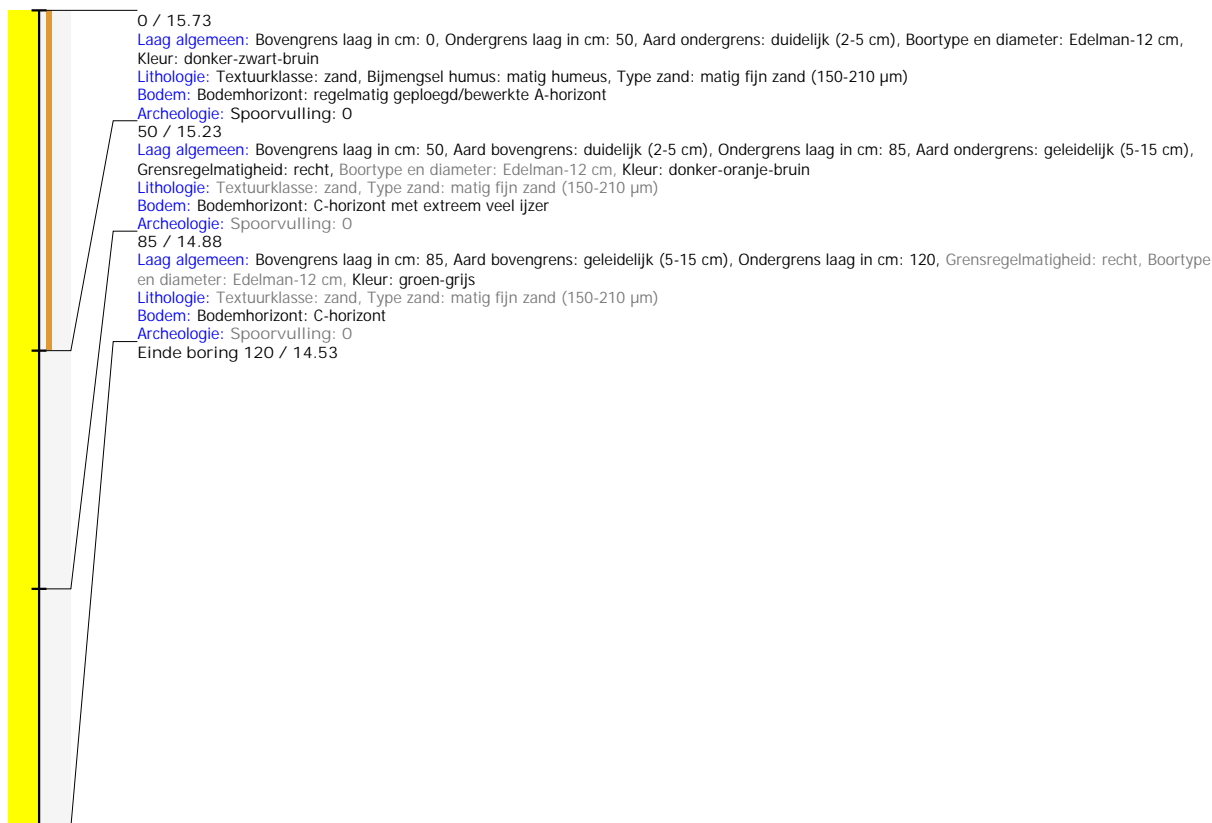 0 / 15.73
Laag algemeen: Bovengrens laag in cm: 0, Ondergrens laag in cm: 50, Aard ondergrens: duidelijk (2-5 cm), Boortype en diameter: Edelman-12 cm,
Kleur: donker-zwart-bruin
Lithologie: Textuurklasse: zand, Bijmengsel humus: matig humeus, Type zand: matig fijn zand (150-210 µm)
Bodem: Bodemhorizont: regelmatig geploegd/bewerkte A-horizont
Archeologie: Spoorvulling: 0
50 / 15.23
Laag algemeen: Bovengrens laag in cm: 50, Aard bovengrens: duidelijk (2-5 cm), Ondergrens laag in cm: 85, Aard ondergrens: geleidelijk (5-15 cm),
Grensregelmatigheid: recht, Boortype en diameter: Edelman-12 cm, Kleur: donker-oranje-bruin
Lithologie: Textuurklasse: zand, Type zand: matig fijn zand (150-210 µm)
Bodem: Bodemhorizont: C-horizont met extreem veel ijzer
Archeologie: Spoorvulling: 0
85 / 14.88
Laag algemeen: Bovengrens laag in cm: 85, Aard bovengrens: geleidelijk (5-15 cm), Ondergrens laag in cm: 120, Grensregelmatigheid: recht, Boortype
en diameter: Edelman-12 cm, Kleur: groen-grijs
Lithologie: Textuurklasse: zand, Type zand: matig fijn zand (150-210 µm)
Bodem: Bodemhorizont: C-horizont
Archeologie: Spoorvulling: 0
Einde boring 120 / 14.53